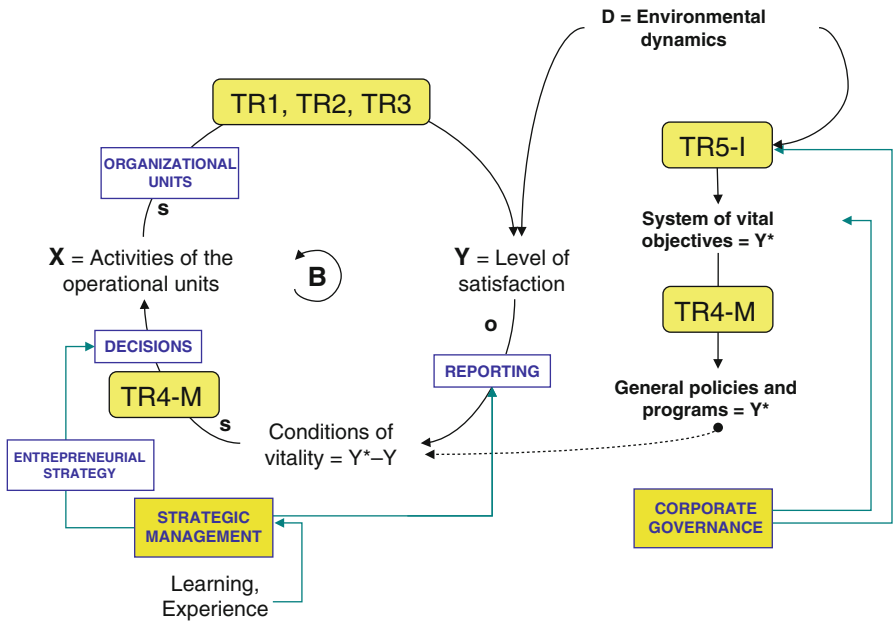 D = Environmental
dynamics
TR1, TR2, TR3
TR5-I
ORGANIZATIONAL
UNITS
s
System of vital
objectives = Y*
X = Activities of the
operational units
B
Y = Level of
satisfaction
TR4-M
o
DECISIONS
REPORTING
TR4-M
General policies and
programs = Y*
s
Conditions of
vitality = Y*–Y
ENTREPRENEURIAL
STRATEGY
STRATEGIC
MANAGEMENT
CORPORATE
GOVERNANCE
Learning,
Experience